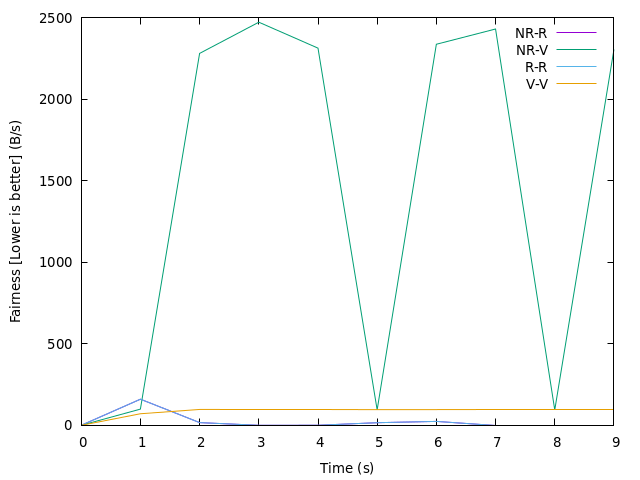 2500
2000
1500
1000
500
0
Fairness [Lower is better] (B/s)
NR-R
NR-V
R-R
V-V
0 1 2 3 4 5 6 7 8 9
Time (s)